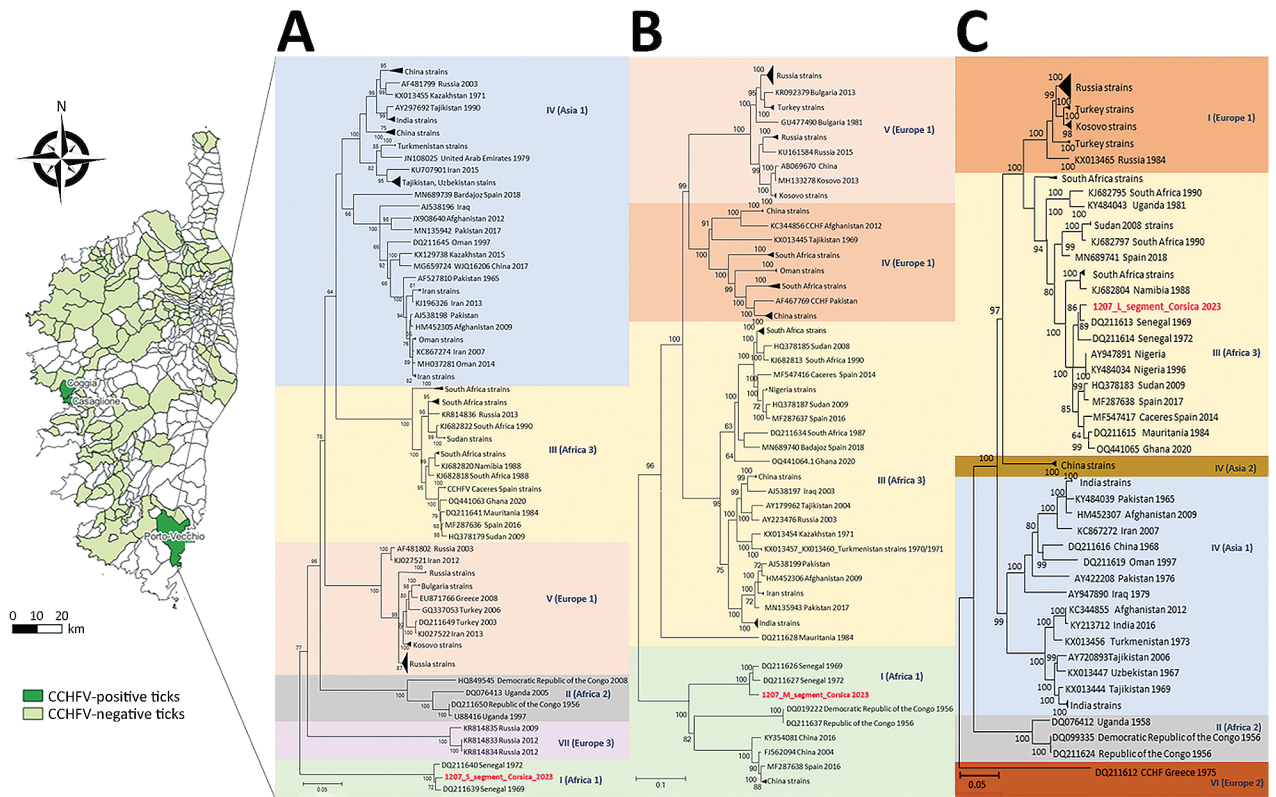 A
B
C
N
Coggia
Casaglione
Porto-Vecchio
0 10 20
km
CCHFV-positive ticks
CCHFV-negative ticks
China strains
AF481799 Russia 2003
KX013455 Kazakhstan 1971
AY297692 Tajikistan 1990
India strains
China strains
Turkmenistan strains
JN108025 United Arab Emirates 1979
KU707901 Iran 2015
Tajikistan, Uzbekistan stains
MN689739 Bardajoz Spain 2018
AJ538196 Iraq
JX908640 Afghanistan 2012
MN135942 Pakistan 2017
DQ211645 Oman 1997
KX129738 Kazakhstan 2015
MG659724 WJQ16206 China 2017
AF527810 Pakistan 1965
Iran strains
KJ196326 Iran 2013
AJ538198 Pakistan
HM452305 Afghanistan 2009
Oman strains
KC867274 Iran 2007
MH037281 Oman 2014
Iran strains
IV (Asia 1)
South Africa strains
South Africa strains
KR814836 Russia 2013
KJ682822 South Africa 1990
Sudan strains
South Africa strains
KJ682820 Namibia 1988
KJ682818 South Africa 1988
CCHFV Caceres Spain strains
OQ441063 Ghana 2020
DQ211641 Mauritania 1984
MF287636 Spain 2016
HQ378179 Sudan 2009
III (Africa 3)
AF481802 Russia 2003
KJ027521 Iran 2012
Russia strains
Bulgaria strains
EU871766 Greece 2008
GQ337053 Turkey 2006
DQ211649 Turkey 2003
KJ027522 Iran 2013
Kosovo strains
Russia strains
V (Europe 1)
HQ849545 Democratic Republic of the Congo 2008
DQ076413 Uganda 2005
DQ211650 Republic of Congo 1956
U88416 Uganda 1997
II (Africa 2)
KR814835 Russia 2009
KR814833 Russia 2012
KR814834 Russia 2012
VII (Europe 3)
DQ211640 Senegal 1972
1207_S_segment_Corsica_2023
DQ211639 Senegal 1969
I (Africa 1)
0.05
Russia strains
KR092379 Bulgaria 2013
Turkey strains
GU477490 Bulgaria 1981
Russia strains
KU161584 Russia 2015
AB069670 China
MH133278 Kosovo 2013
Kosovo strains
V (Europe 1)
China strains
KC344856 CCHF Afghanistan 2012
KX013445 Tajikistan 1969
South Africa strains
Oman strains
South Africa strains
AF467769 CCHF Pakistan
China strains
IV (Europe 1)
South Africa strains
HQ378185 Sudan 2008
KJ682813 South Africa 1990
MF547416 Caceres Spain 2014
Nigeria strains
HQ378187 Sudan 2009
MF287637 Spain 2016
DQ211634 South Africa 1987
MN689740 Badajoz Spain 2018
OQ441064.1 Ghana 2020
China strains
AJ538197 Iraq 2003
AY179962 Tajikistan 2004
AY223476 Russia 2003
KX013454 Kazakhstan 1971
KX013457_KX013460_Turkmenistan strains 1970/1971
AJ538199 Pakistan
HM452306 Afghanistan 2009
Iran strains
MN135943 Pakistan 2017
India strains
DQ211628 Mauritania 1984
III (Africa 3)
DQ211626 Senegal 1969
DQ211627 Senegal 1972
1207_M_segment_Corsica 2023
DQ019222 Democratic Republic of the Congo 1956
DQ211637 Republic of the Congo 1956
KY354081 China 2016
FJ562094 China 2004
MF287638 Spain 2016
China strains
I (Africa 1)
0.1
Russia strains
Turkey strains
Kosovo strains
Turkey strains
KX013465 Russia 1984
I (Europe 1)
South Africa strains
KJ682795 South Africa 1990
KY484043 Uganda 1981
Sudan 2008 strains
KJ682797 South Africa 1990
MN689741 Spain 2018
South Africa strains
KJ682804 Namibia 1988
1207_L_segment_Corsica 2023
DQ211613 Senegal 1969
DQ211614 Senegal 1972
AY947891 Nigeria
KY484034 Nigeria 1996
HQ378183 Sudan 2009
MF287638 Spain 2017
MF547417 Caceres Spain 2014
DQ211615 Mauritania 1984
OQ441065 Ghana 2020
III (Africa 3)
China strains
IV (Asia 2)
India strains
KY484039 Pakistan 1965
HM452307 Afghanistan 2009
KC867272 Iran 2007
DQ211616 China 1968
DQ211619 Oman 1997
AY422208 Pakistan 1976
AY947890 Iraq 1979
KC344855 Afghanistan 2012
KY213712 India 2016
KX013456 Turkmenistan 1973
AY720893Tajikistan 2006
KX013447 Uzbekistan 1967
KX013444 Tajikistan 1969
India strains
IV (Asia 1)
DQ076412 Uganda 1958
DQ099335 Democratic Republic of the Congo 1956
DQ211624 Republic of the Congo 1956
II (Africa 2)
DQ211612 CCHF Greece 1975
VI (Europe 2)
0.05